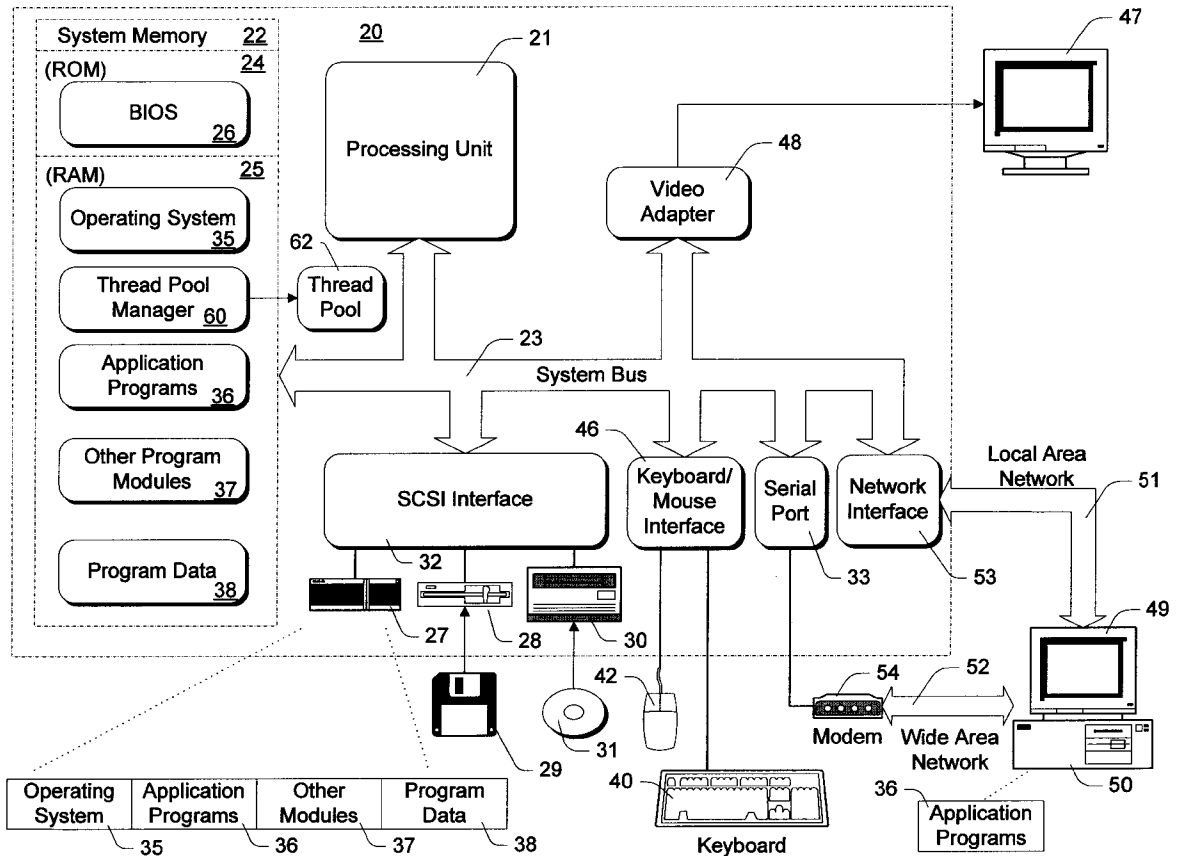 System Memory 22
20
21
47
(ROM) 24
BIOS
26
Processing Unit
48
Video
Adapter
(RAM) 25
Operating System
35
62
Thread Pool
Manager 60
Thread
Pool
Application
Programs 36
23
System Bus
Other Program
Modules 37
Program Data
38
SCSI Interface
32
46
Keyboard/
Mouse
Interface
Serial
Port
33
Network
Interface
53
Local Area
Network
51
27
28
30
49
29
31
42
54
52
Modem
Wide Area
Network
50
40
Keyboard
36
Application
Programs
Operating
System
Application
Programs
Other
Modules
Program
Data
35
36
37
38